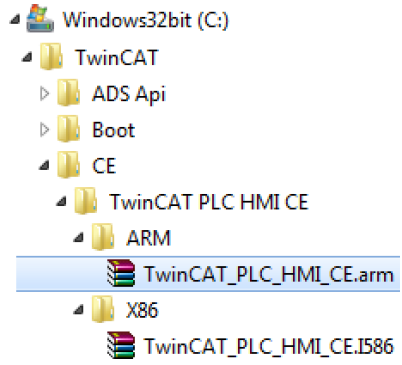 Windows32bit (C:)
TwinCAT
ADS Api
Boot
CE
TwinCAT PLC HMI CE
ARM
TwinCAT_PLC_HMI_CE.arm
X86
TwinCAT_PLC_HMI_CE.I586